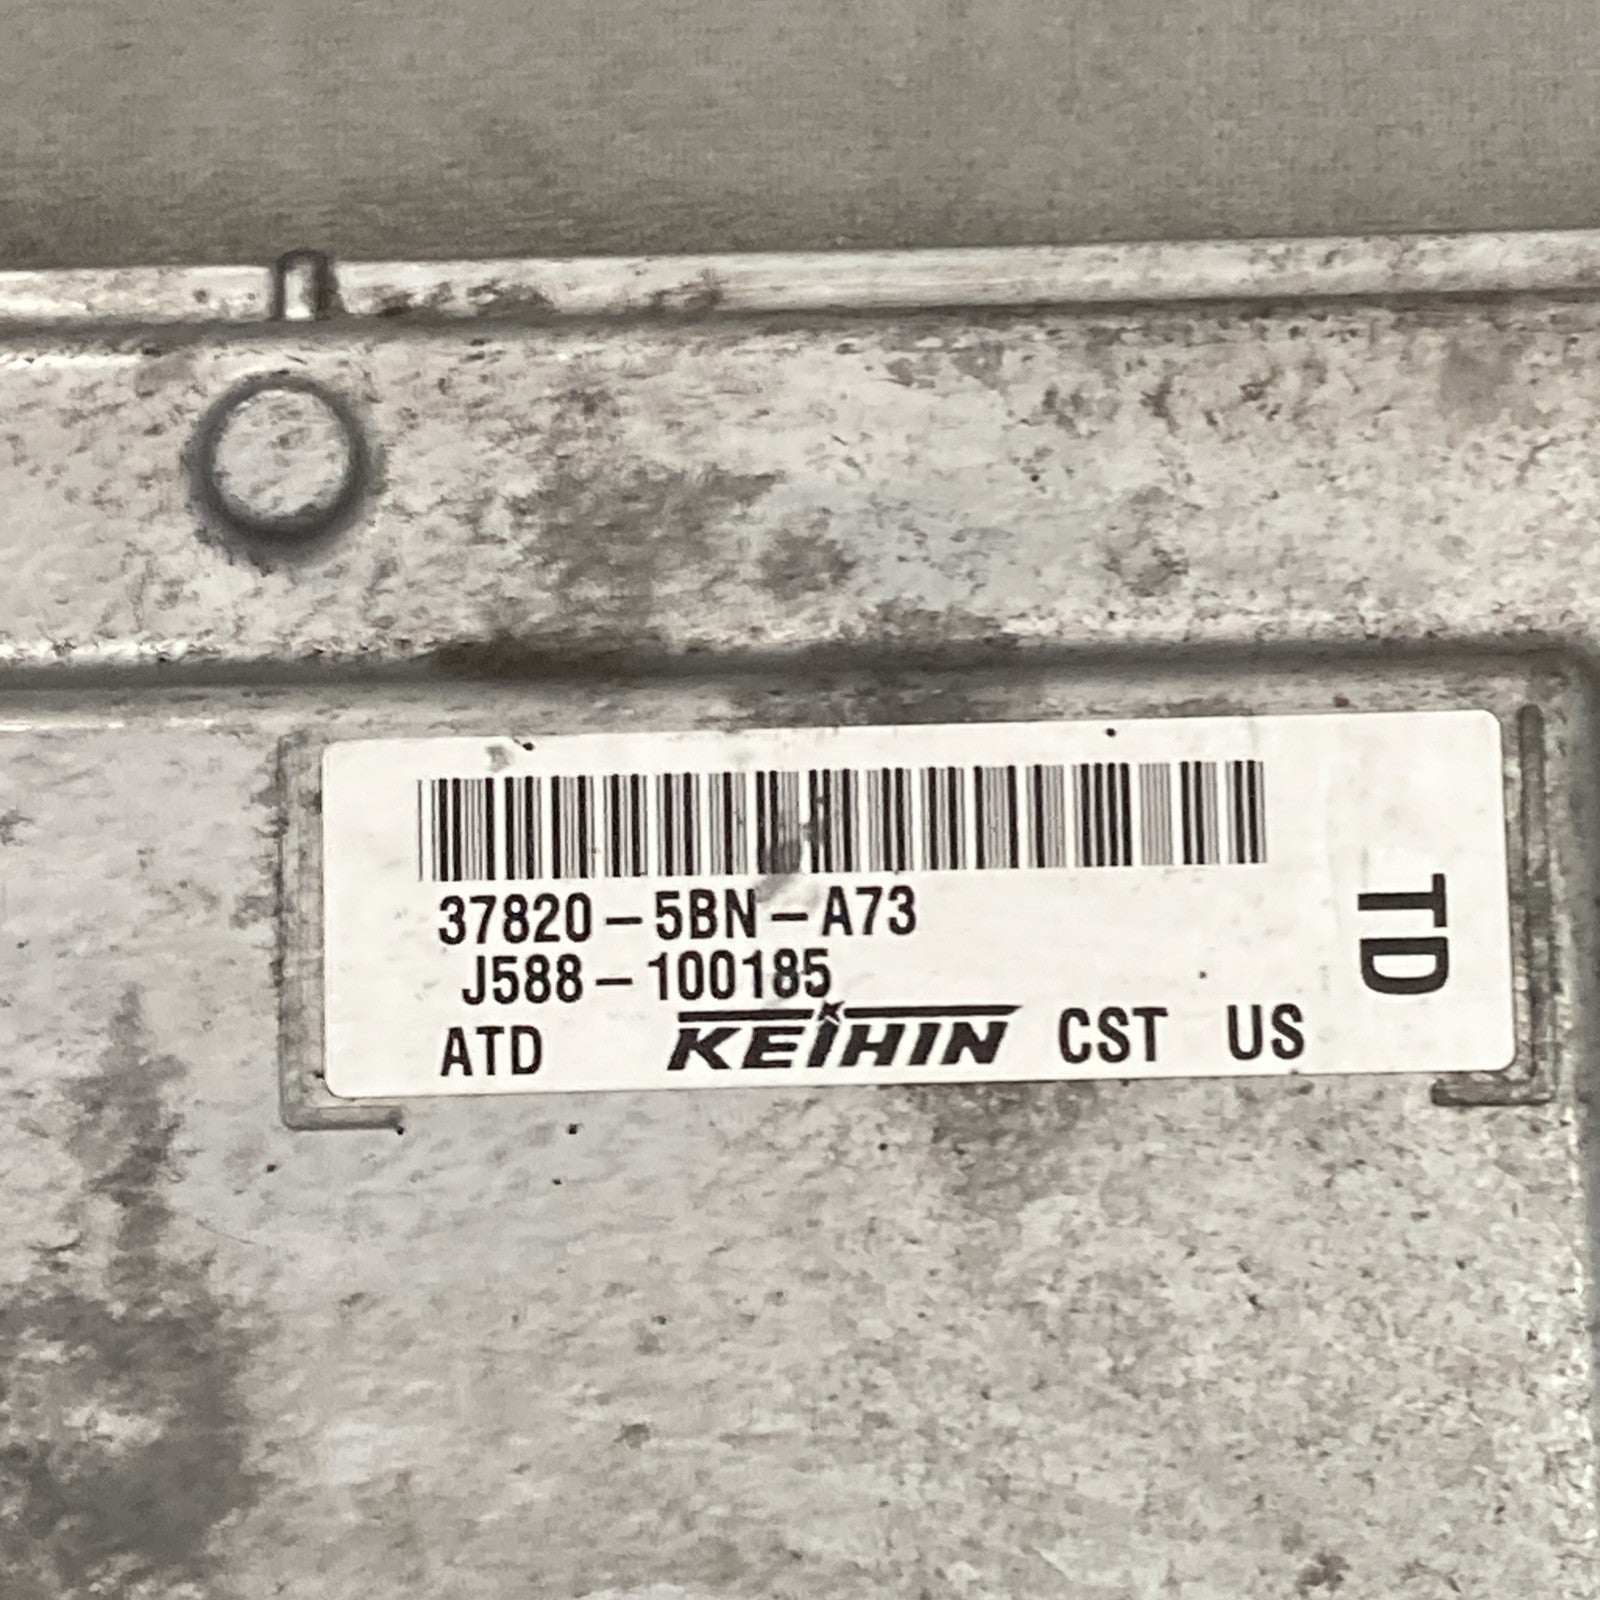 37820-5BN-A73
J588-100185
ATD KEIHIN CST US
TD